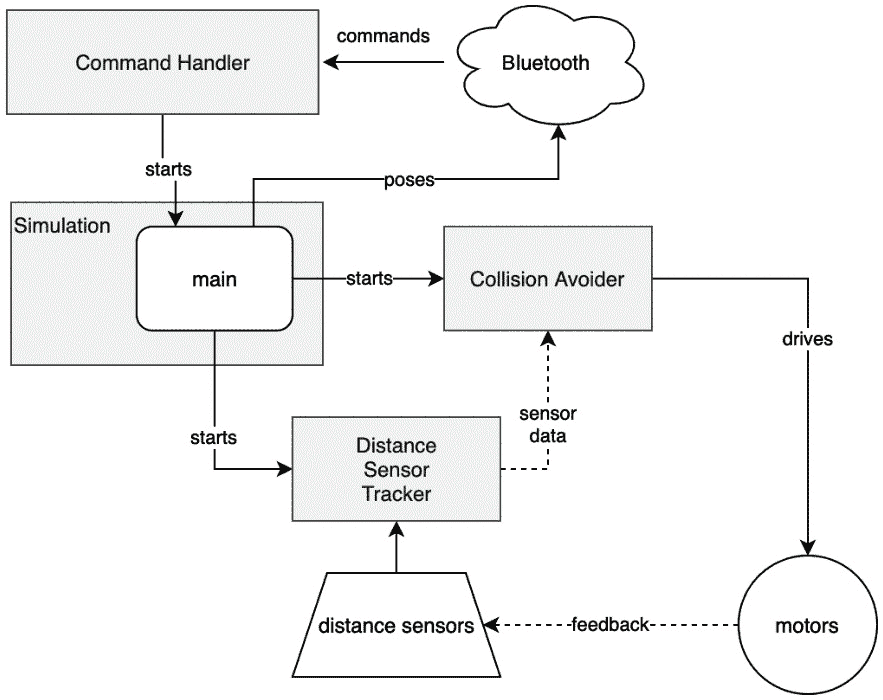 commands
Command Handler
Bluetooth
starts
poses
Simulation
main
starts
Collision Avoider
drives
starts
sensor
data
Distance
Sensor
Tracker
distance sensors
feedback
motors